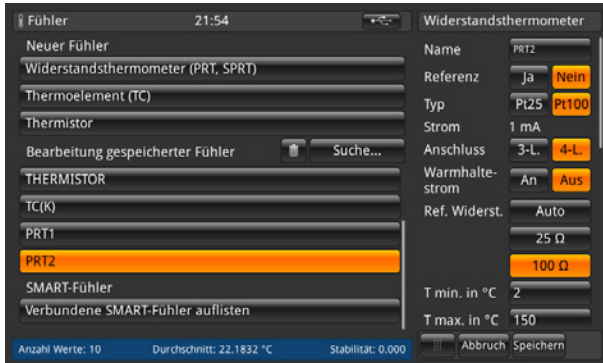 Fühler 21:54
Neuer Fühler
Widerstandsthermometer (PRT, SPRT)
Thermoelement (TC)
Thermistor
Bearbeitung gespeicherter Fühler Suche...
THERMISTOR
TC(K)
PRT1
PRT2
SMART-Fühler
Verbundene SMART-Fühler auflisten
Anzahl Werte: 10 Durchschnitt: 22.1832 °C Stabilität: 0.000
Widerstandsthermometer
Name PRT2
Referenz Ja Nein
Typ Pt25 Pt100
Strom 1 mA
Anschluss 3-L. 4-L.
Warmhalte-
strom An Aus
Ref. Widerst. Auto
25 Ω
100 Ω
T min. in °C 2
T max. in °C 150
Abbruch Speichern